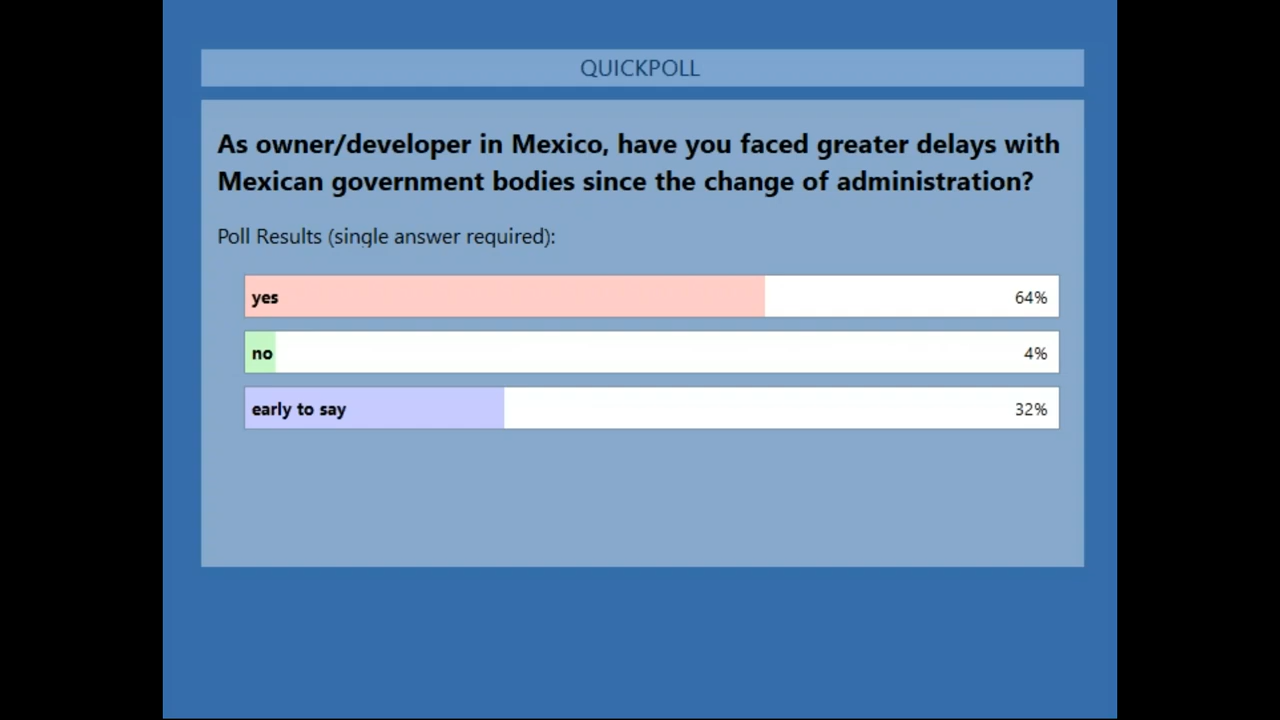 QUICKPOLL
As owner/developer in Mexico, have you faced greater delays with
Mexican government bodies since the change of administration?
Poll Results (single answer required):
yes 64%
no 4%
early to say 32%